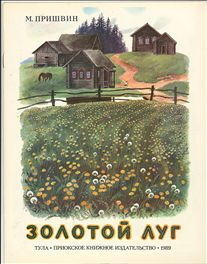 М. ПРИШВИН
ЗОЛОТОЙ ЛУГ
ТУЛА • ПРИОКСКОЕ КНИЖНОЕ ИЗДАТЕЛЬСТВО • 1989